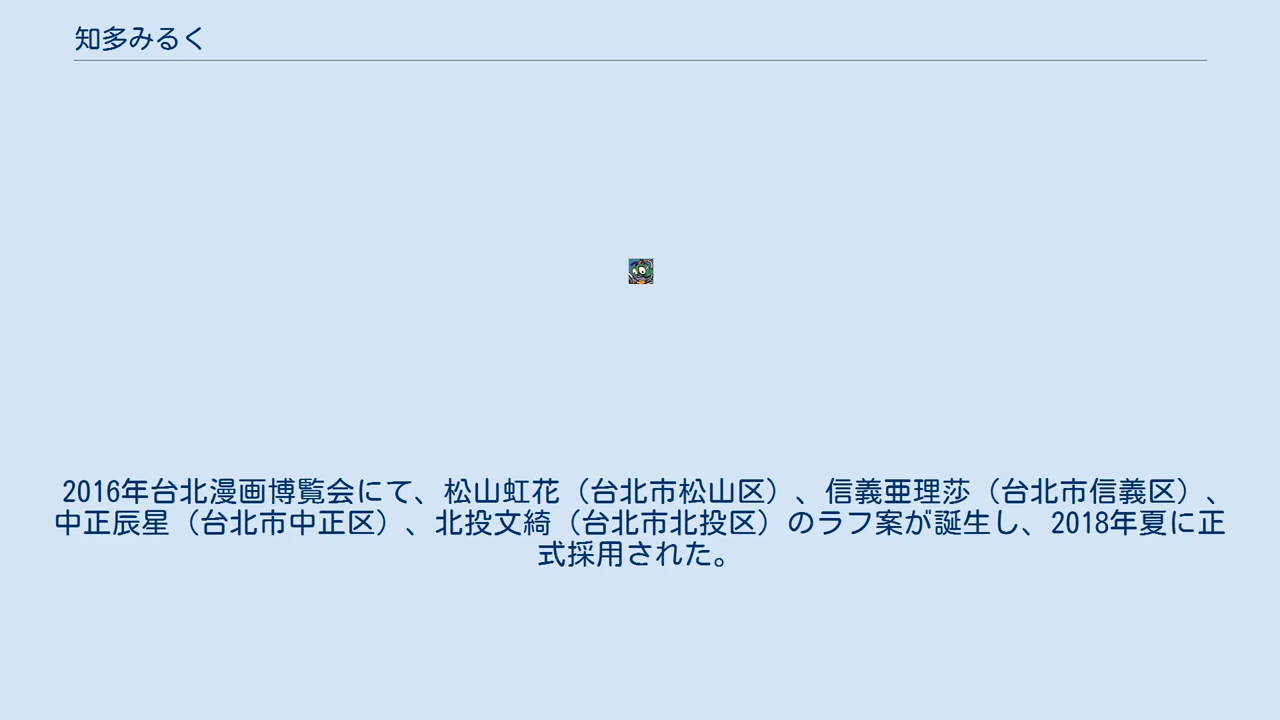 知多みるく
2016年台北漫画博覧会にて、松山虹花（台北市松山区）、信義亜理莎（台北市信義区）、
中正辰星（台北市中正区）、北投文綺（台北市北投区）のラフ案が誕生し、2018年夏に正
式採用された。